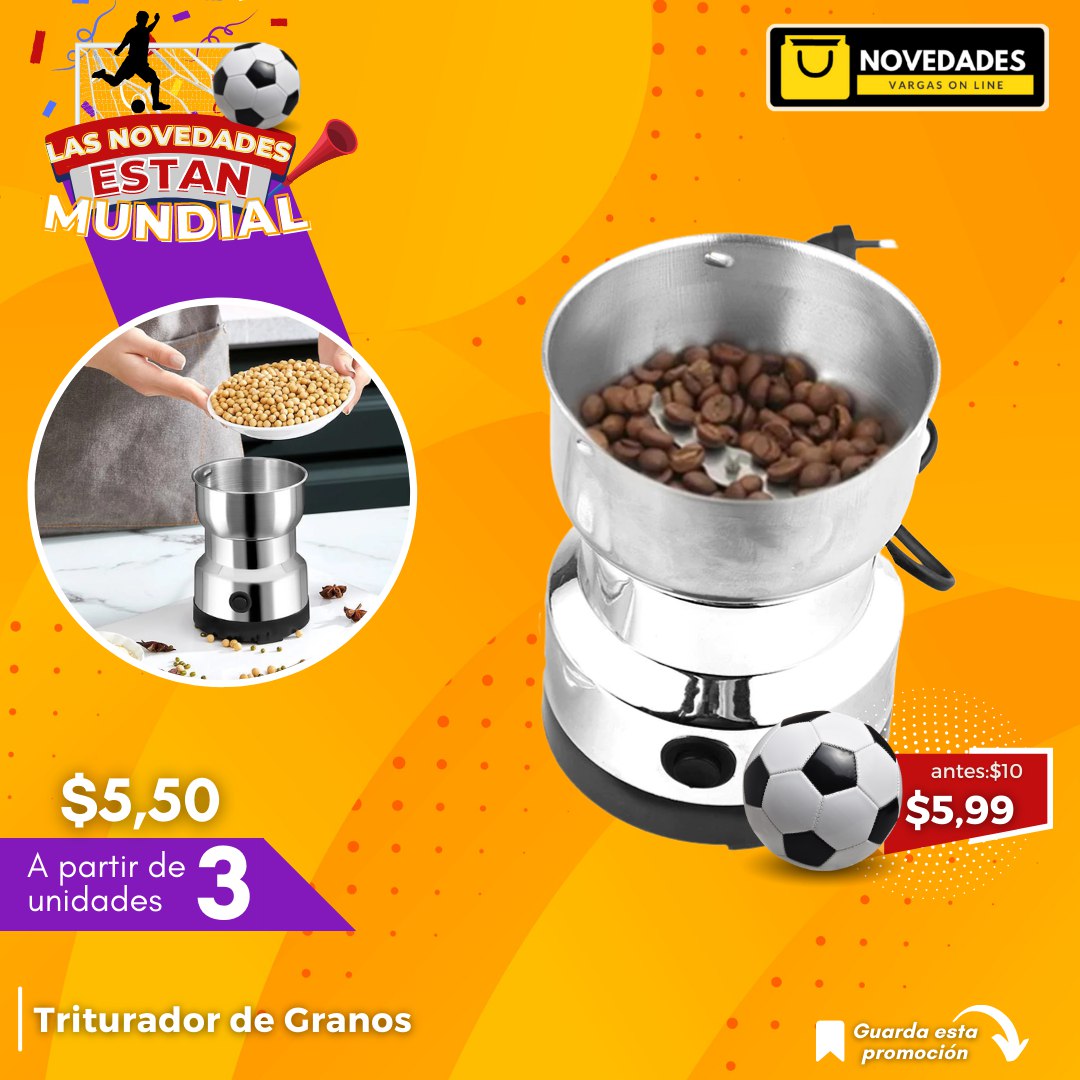 LAS NOVEDADES
ESTAN
MUNDIAL
NOVEDADES
VARGAS ON LINE
$5,50
A partir de 3
unidades
antes:$10
$5,99
Triturador de Granos
Guarda esta
promoción